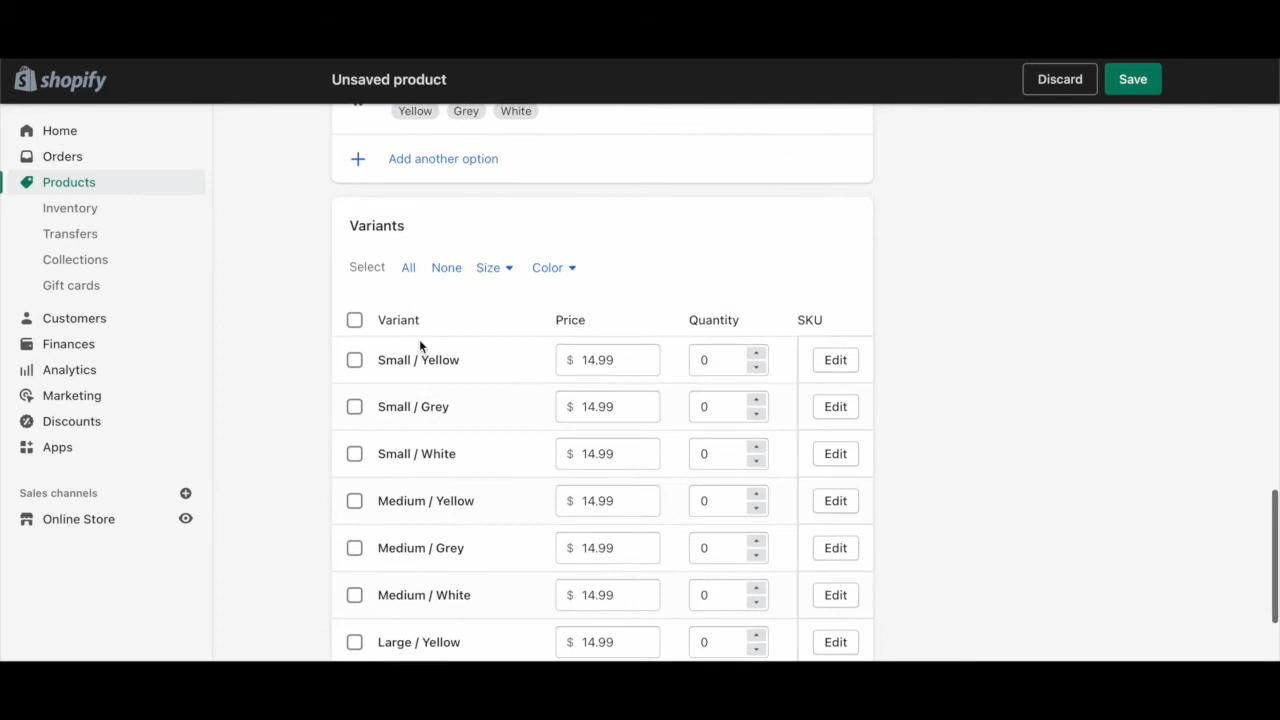 shopify
Unsaved product
Discard
Save
Home
Orders
Products
Inventory
Transfers
Collections
Gift cards
Customers
Finances
Analytics
Marketing
Discounts
Apps
Sales channels
Online Store
Yellow Grey White
Add another option
Variants
Select All None Size Color
Variant Price Quantity SKU
Small / Yellow $ 14.99 0 Edit
Small / Grey $ 14.99 0 Edit
Small / White $ 14.99 0 Edit
Medium / Yellow $ 14.99 0 Edit
Medium / Grey $ 14.99 0 Edit
Medium / White $ 14.99 0 Edit
Large / Yellow $ 14.99 0 Edit